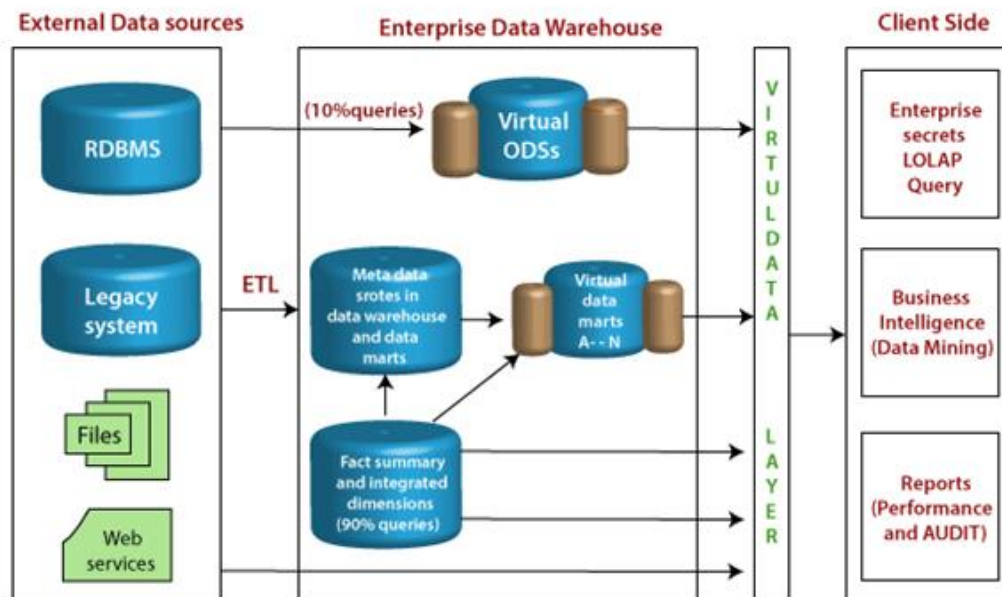 External Data sources
Enterprise Data Warehouse
Client Side
RDBMS
(10%queries)
Virtual
ODSs
Legacy
system
ETL
Meta data
srotes in
data warehouse
and data
marts
Virtual
data
marts
A--N
Files
Fact summary
and integrated
dimensions
(90% queries)
Web
services
VIRTULDATA
LAYER
Enterprise
secrets
LOLAP
Query
Business
Intelligence
(Data Mining)
Reports
(Performance
and AUDIT)